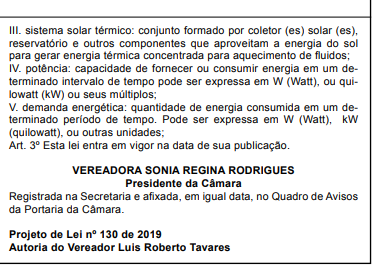 III. sistema solar térmico: conjunto formado por coletor (es) solar (es),
reservatório e outros componentes que aproveitam a energia do sol
para gerar energia térmica concentrada para aquecimento de fluidos;
IV. potência: capacidade de fornecer ou consumir energia em um de-
terminado intervalo de tempo pode ser expressa em W (Watt), ou qui-
lowatt (kW) ou seus múltiplos;
V. demanda energética: quantidade de energia consumida em um de-
terminado período de tempo. Pode ser expressa em W (Watt), kW
(quilowatt), ou outras unidades;
Art. 3º Esta lei entra em vigor na data de sua publicação.
VEREADORA SONIA REGINA RODRIGUES
Presidente da Câmara
Registrada na Secretaria e afixada, em igual data, no Quadro de Avisos
da Portaria da Câmara.
Projeto de Lei nº 130 de 2019
Autoria do Vereador Luis Roberto Tavares